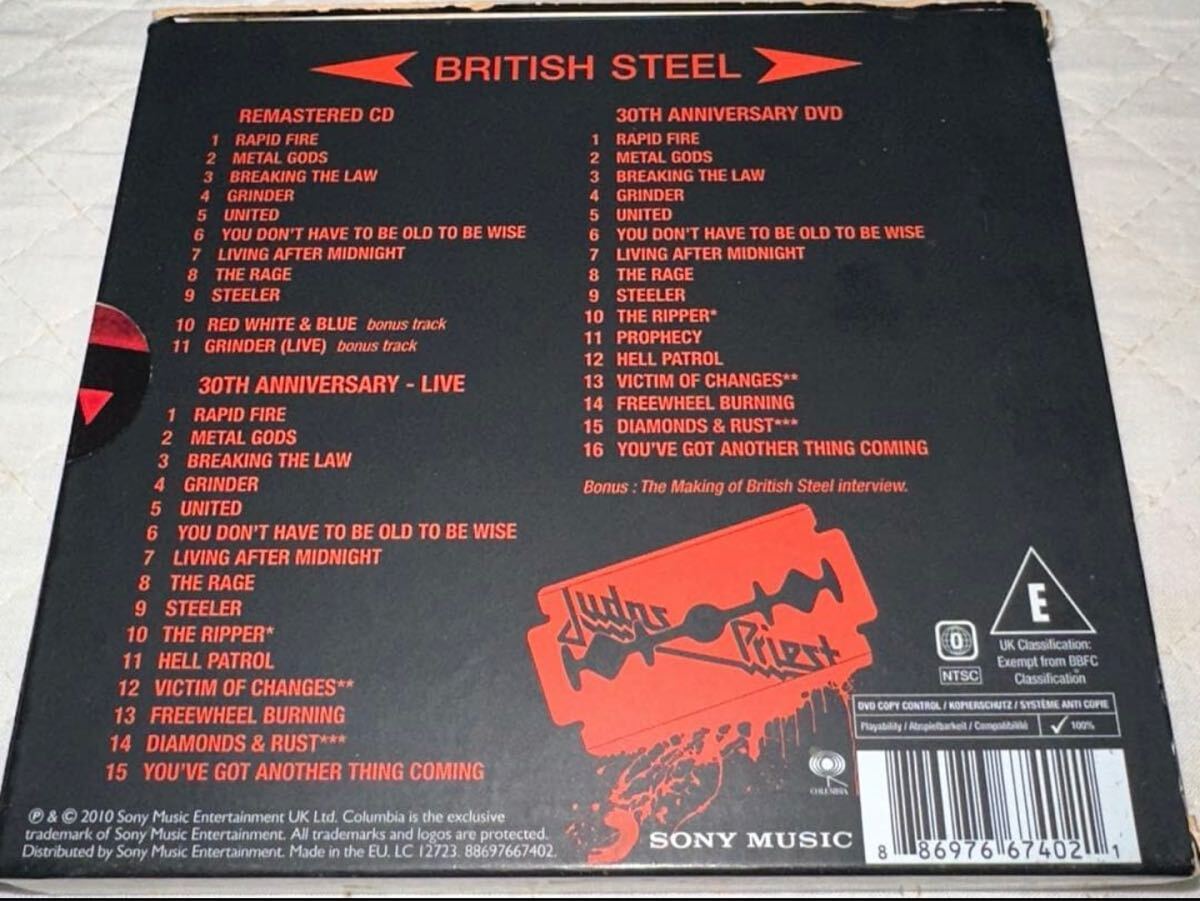 BRITISH STEEL
REMASTERED CD
1 RAPID FIRE
2 METAL GODS
3 BREAKING THE LAW
4 GRINDER
5 UNITED
6 YOU DON'T HAVE TO BE OLD TO BE WISE
7 LIVING AFTER MIDNIGHT
8 THE RAGE
9 STEELER
10 RED WHITE & BLUE bonus track
11 GRINDER (LIVE) bonus track
30TH ANNIVERSARY - LIVE
1 RAPID FIRE
2 METAL GODS
3 BREAKING THE LAW
4 GRINDER
5 UNITED
6 YOU DON'T HAVE TO BE OLD TO BE WISE
7 LIVING AFTER MIDNIGHT
8 THE RAGE
9 STEELER
10 THE RIPPER*
11 HELL PATROL
12 VICTIM OF CHANGES**
13 FREEWHEEL BURNING
14 DIAMONDS & RUST***
15 YOU'VE GOT ANOTHER THING COMING
30TH ANNIVERSARY DVD
1 RAPID FIRE
2 METAL GODS
3 BREAKING THE LAW
4 GRINDER
5 UNITED
6 YOU DON'T HAVE TO BE OLD TO BE WISE
7 LIVING AFTER MIDNIGHT
8 THE RAGE
9 STEELER
10 THE RIPPER*
11 PROPHECY
12 HELL PATROL
13 VICTIM OF CHANGES**
14 FREEWHEEL BURNING
15 DIAMONDS & RUST***
16 YOU'VE GOT ANOTHER THING COMING
Bonus : The Making of British Steel interview.
Judas
Priest
E
UK Classification:
Exempt from BBFC
Classification
0
NTSC
DVD COPY CONTROL / KOPIERSCHUTZ / SYSTÈME ANTI COPIE
Playability / Abspielbarkeit / Compatibilité ✓ 100%
COLUMBIA
SONY MUSIC
8 86976 67402 1
℗ & © 2010 Sony Music Entertainment UK Ltd. Columbia is the exclusive
trademark of Sony Music Entertainment. All trademarks and logos are protected.
Distributed by Sony Music Entertainment. Made in the EU. LC 12723. 88697667402.